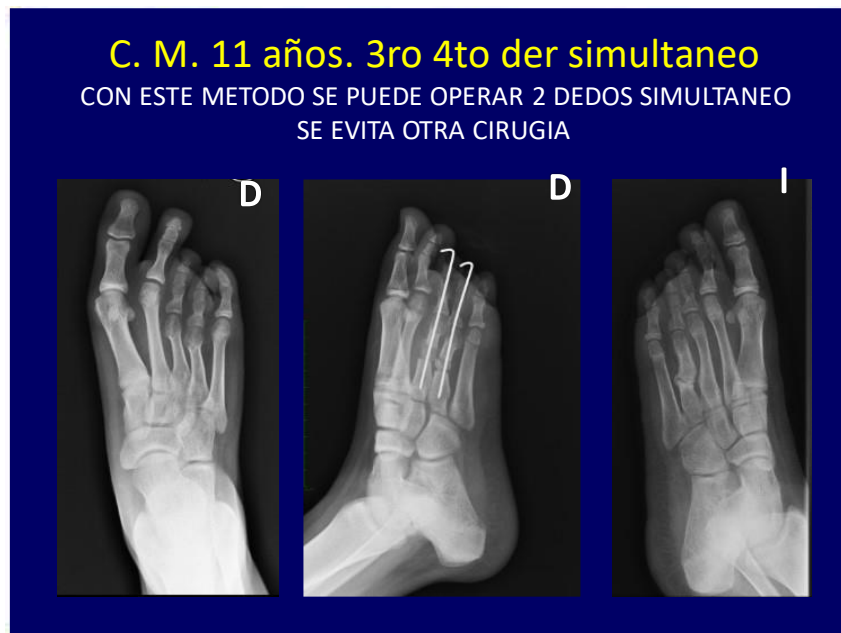 C. M. 11 años. 3ro 4to der simultaneo
CON ESTE METODO SE PUEDE OPERAR 2 DEDOS SIMULTANEO
SE EVITA OTRA CIRUGIA
D
D
I